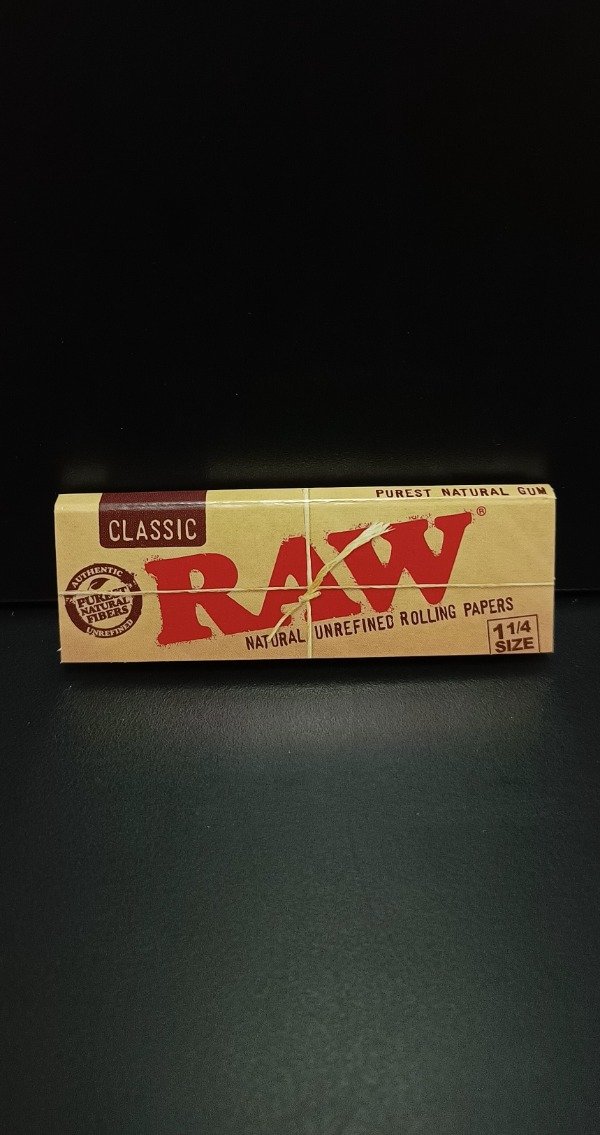 PUREST NATURAL GUM
CLASSIC
RAW®
AUTHENTIC
PUREST
NATURAL
FIBERS
UNREFINED
NATURAL UNREFINED ROLLING PAPERS
1 1/4
SIZE